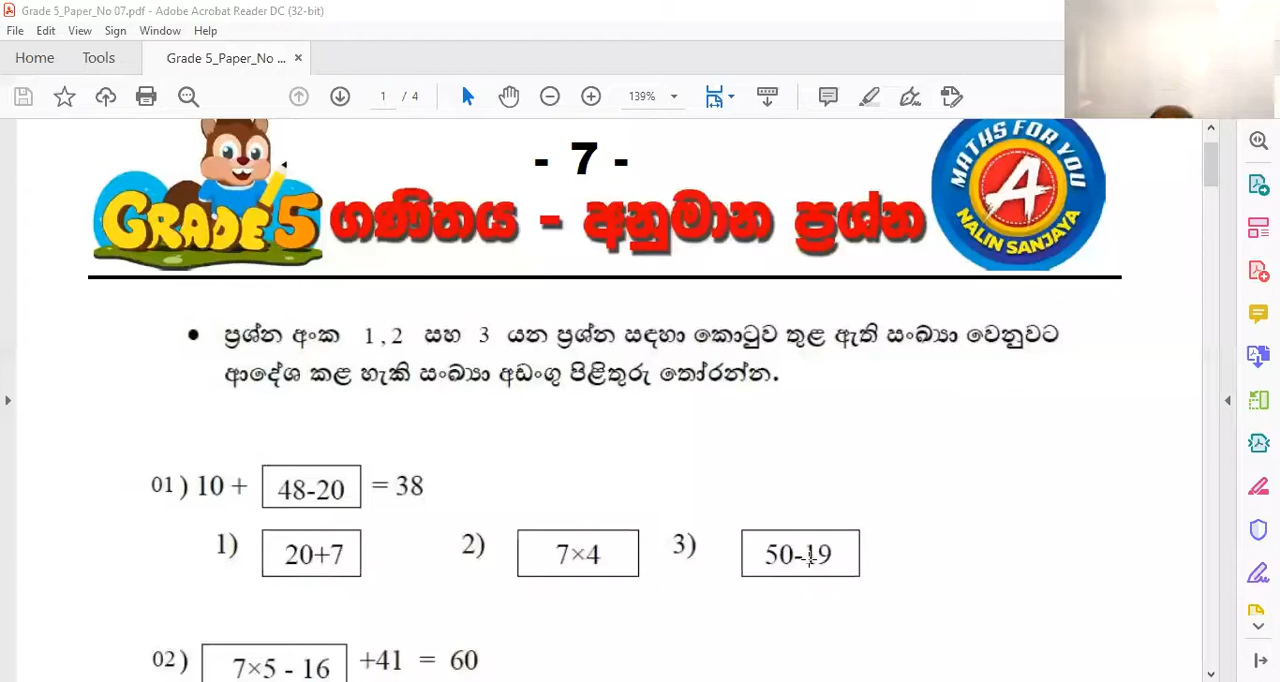 Grade 5_Paper_No 07.pdf - Adobe Acrobat Reader DC (32-bit)
File Edit View Sign Window Help
Home Tools Grade 5_Paper_No ... ×
1 / 4 139%
- 7 -
GRADE 5 ගණිතය - අනුමාන ප්‍රශ්න
MATHS FOR YOU
A
NALIN SANJAYA
• ප්‍රශ්න අංක 1,2 සහ 3 යන ප්‍රශ්න සඳහා කොටුව තුළ ඇති සංඛ්‍යා වෙනුවට
ආදේශ කළ හැකි සංඛ්‍යා අඩංගු පිළිතුරු තෝරන්න.
01) 10 + 48-20 = 38
1) 20+7 2) 7×4 3) 50-19
02) 7×5 - 16 +41 = 60